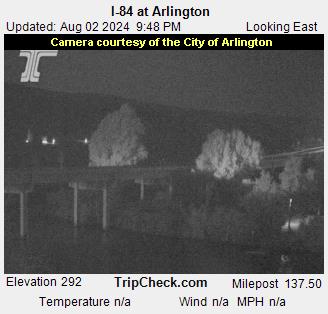 I-84 at Arlington
Updated: Aug 02 2024 9:48 PM Looking East
Camera courtesy of the City of Arlington
Elevation 292 TripCheck.com Milepost 137.50
Temperature n/a Wind n/a MPH n/a